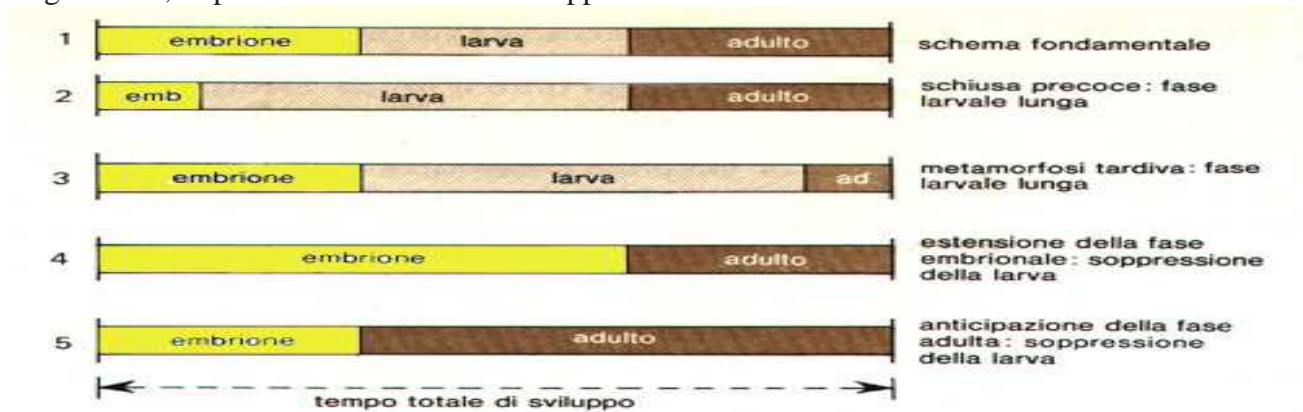 1 embrione larva adulto schema fondamentale
2 emb larva adulto schiusa precoce: fase
larvale lunga
3 embrione larva ad metamorfosi tardiva: fase
larvale lunga
4 embrione adulto estensione della fase
embrionale: soppressione
della larva
5 embrione adulto anticipazione della fase
adulta: soppressione
della larva
tempo totale di sviluppo